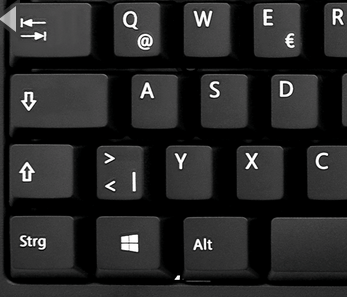 Q W E R
@ €
A S D
> Y X C
< |
Strg Alt